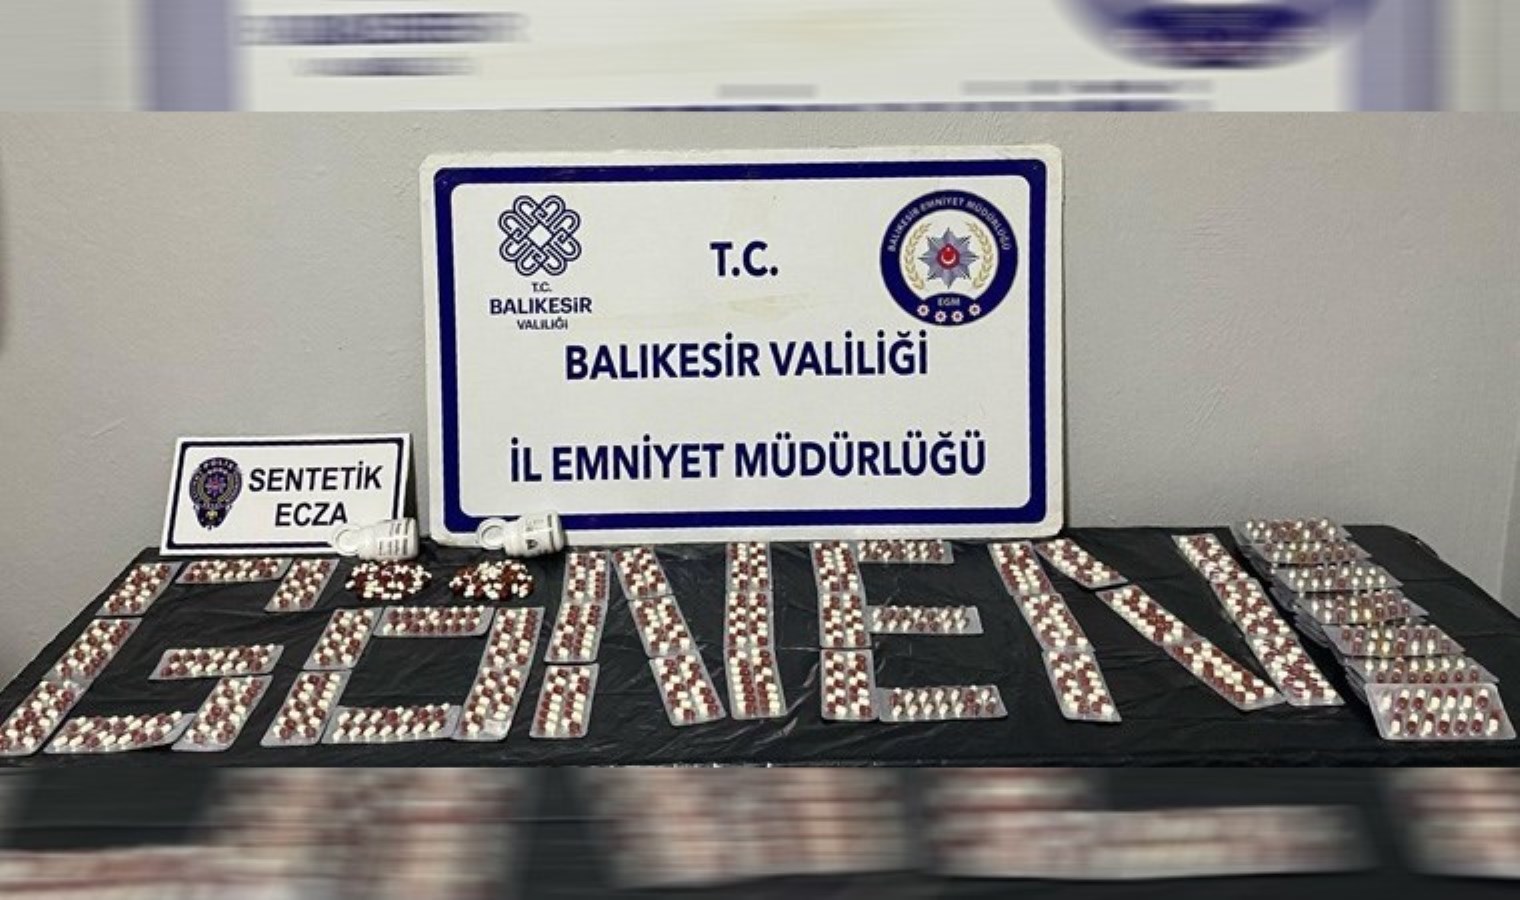 T.C.
BALIKESİR
VALİLİĞİ
T.C.
BALIKESİR EMNİYET MÜDÜRLÜĞÜ
EGM
BALIKESİR VALİLİĞİ
İL EMNİYET MÜDÜRLÜĞÜ
POLİS
SENTETİK
ECZA
GÖNEN